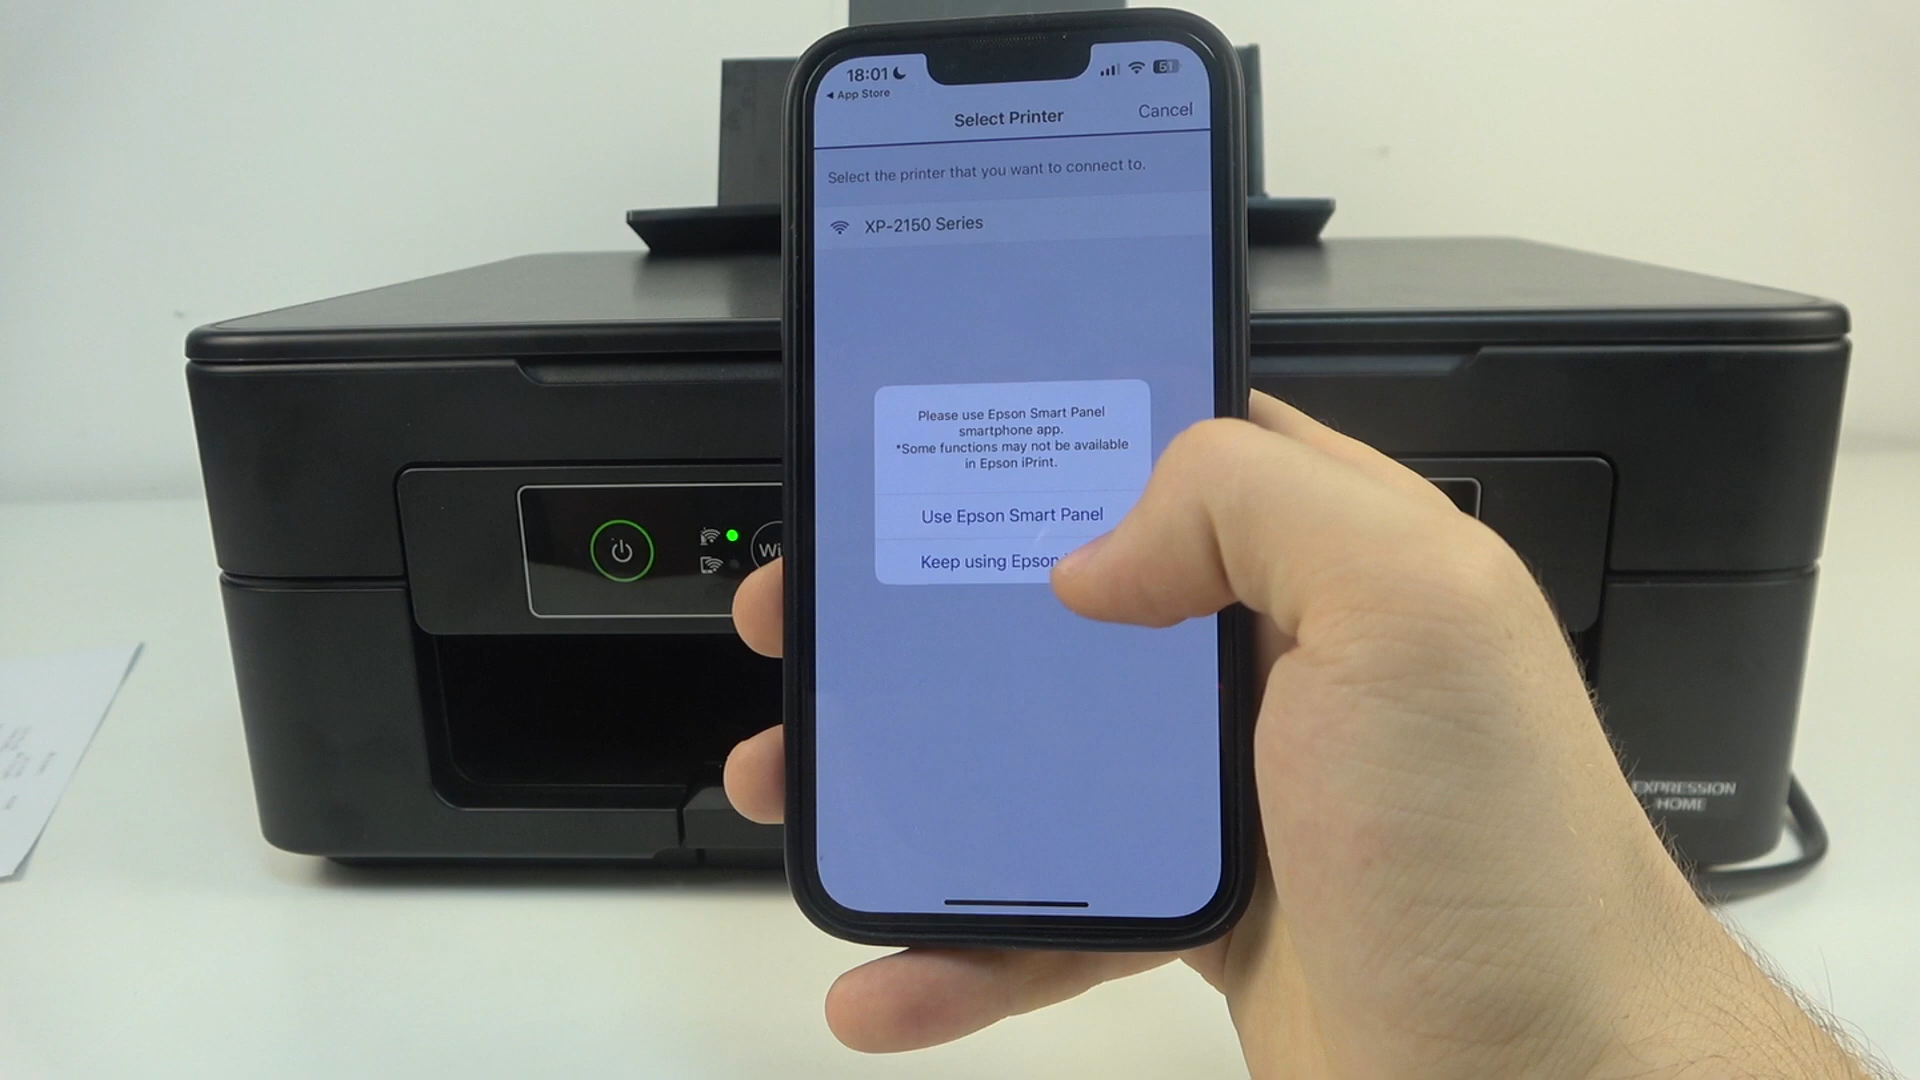 18:01
51
◀ App Store
Select Printer
Cancel
Select the printer that you want to connect to.
XP-2150 Series
Please use Epson Smart Panel
smartphone app.
*Some functions may not be available
in Epson iPrint.
Use Epson Smart Panel
Keep using Epson
Wi
EXPRESSION
HOME